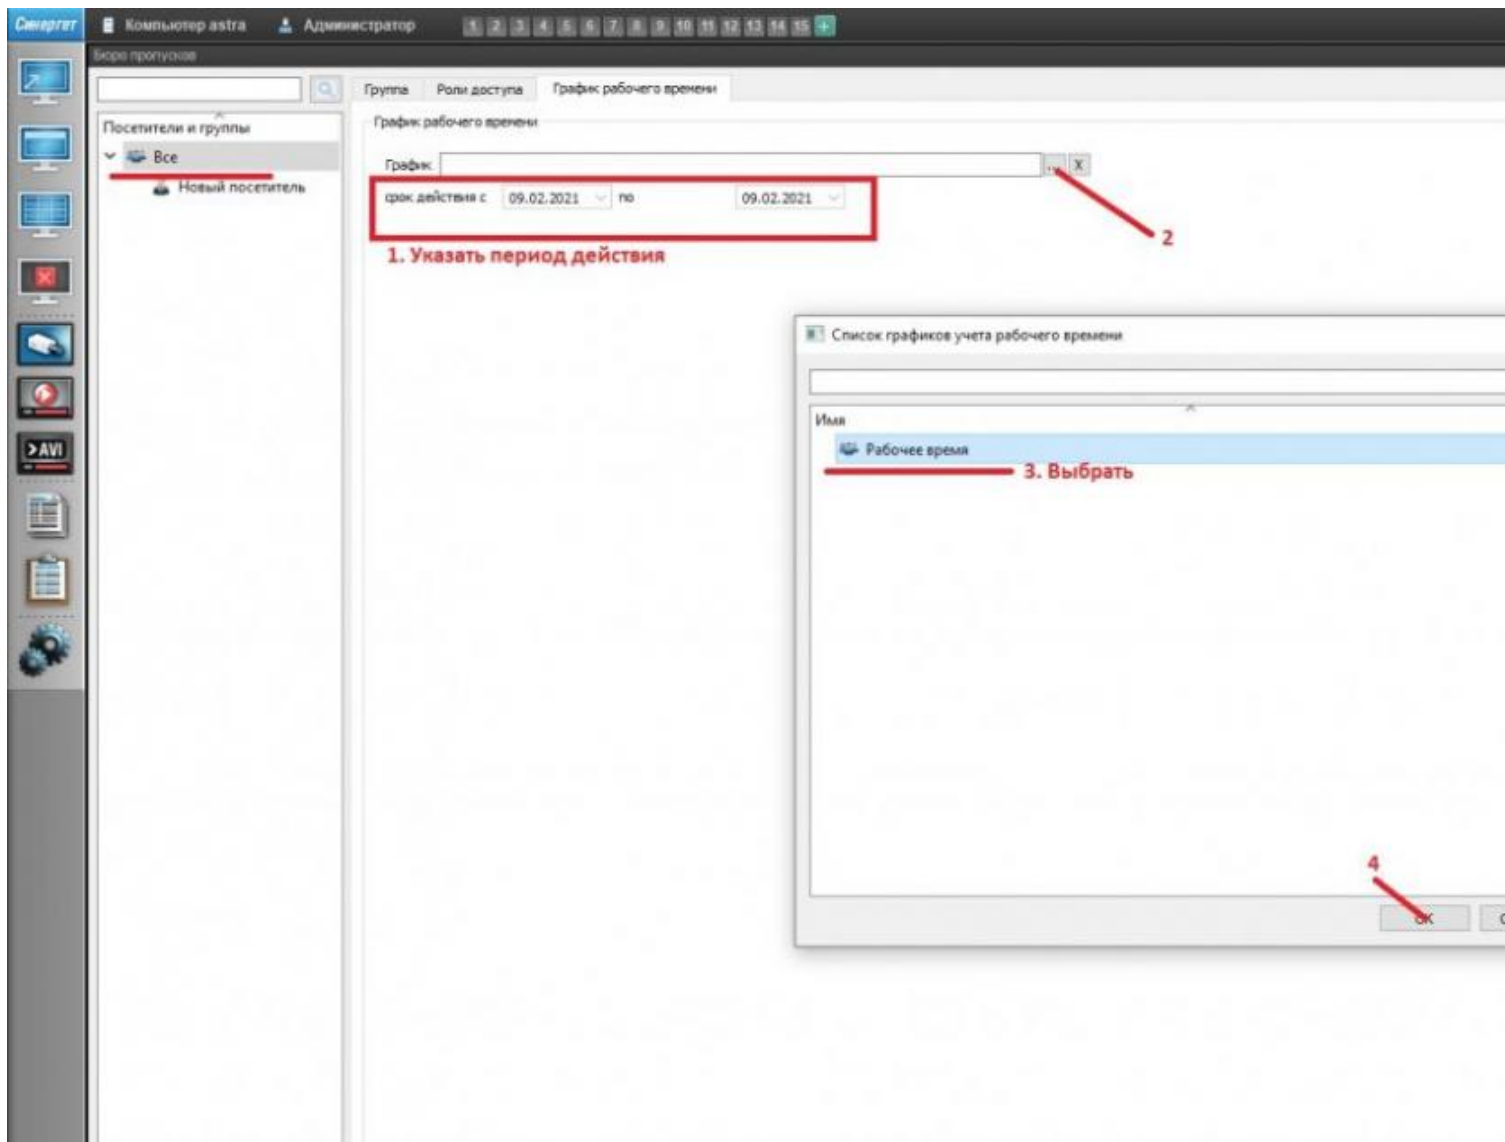 Синергет
Компьютер astra
Администратор
1 2 3 4 5 6 7 8 9 10 11 12 13 14 15 +
Бюро пропусков
Группа
Роли доступа
График рабочего времени
Посетители и группы
Все
Новый посетитель
График рабочего времени
График
...
X
срок действия с 09.02.2021 по 09.02.2021
2
1. Указать период действия
Список графиков учета рабочего времени
Имя
Рабочее время
3. Выбрать
4
OK
>AVI